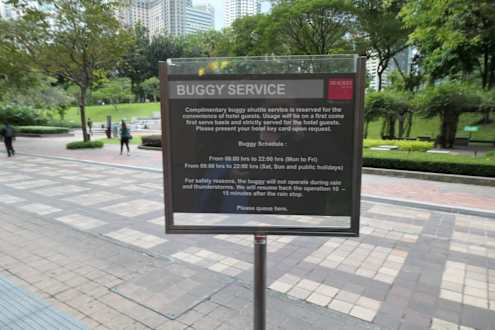 BUGGY SERVICE
Complimentary buggy shuttle service is reserved for the
convenience of hotel guests. Usage will be on a first come
first serve basis and strictly served for the hotel guests.
Please present your hotel key card upon request.
Buggy Schedule :
From 06:00 hrs to 22:00 hrs (Mon to Fri)
From 09:00 hrs to 22:00 hrs (Sat, Sun and public holidays)
For safety reasons, the buggy will not operate during rain
and thunderstorms. We will resume back the operation 10 –
15 minutes after the rain stop.
Please queue here.